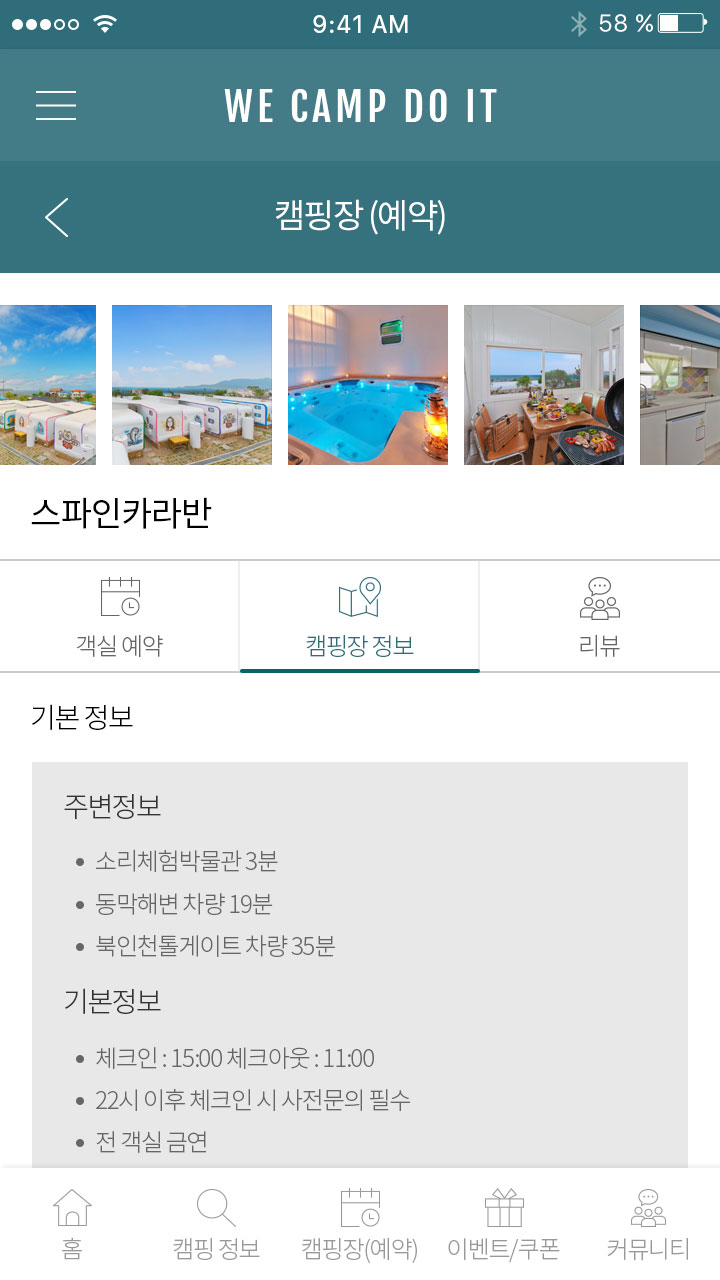 9:41 AM 58 %
WE CAMP DO IT
캠핑장 (예약)
스파인카라반
객실 예약 캠핑장 정보 리뷰
기본 정보
주변정보
• 소리체험박물관 3분
• 동막해변 차량 19분
• 북인천톨게이트 차량 35분
기본정보
• 체크인 : 15:00 체크아웃 : 11:00
• 22시 이후 체크인 시 사전문의 필수
• 전 객실 금연
홈 캠핑 정보 캠핑장(예약) 이벤트/쿠폰 커뮤니티